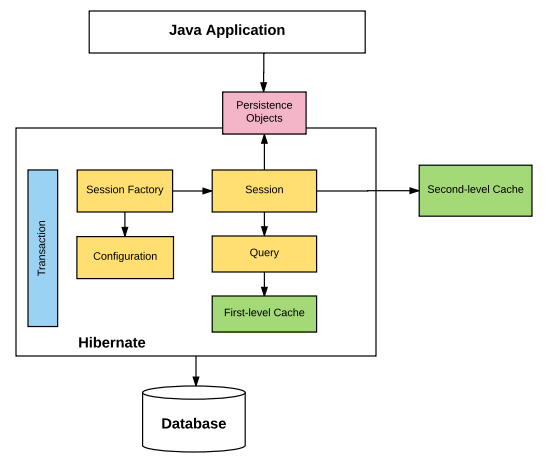 Java Application
Persistence
Objects
Session Factory
Session
Second-level Cache
Transaction
Configuration
Query
First-level Cache
Hibernate
Database